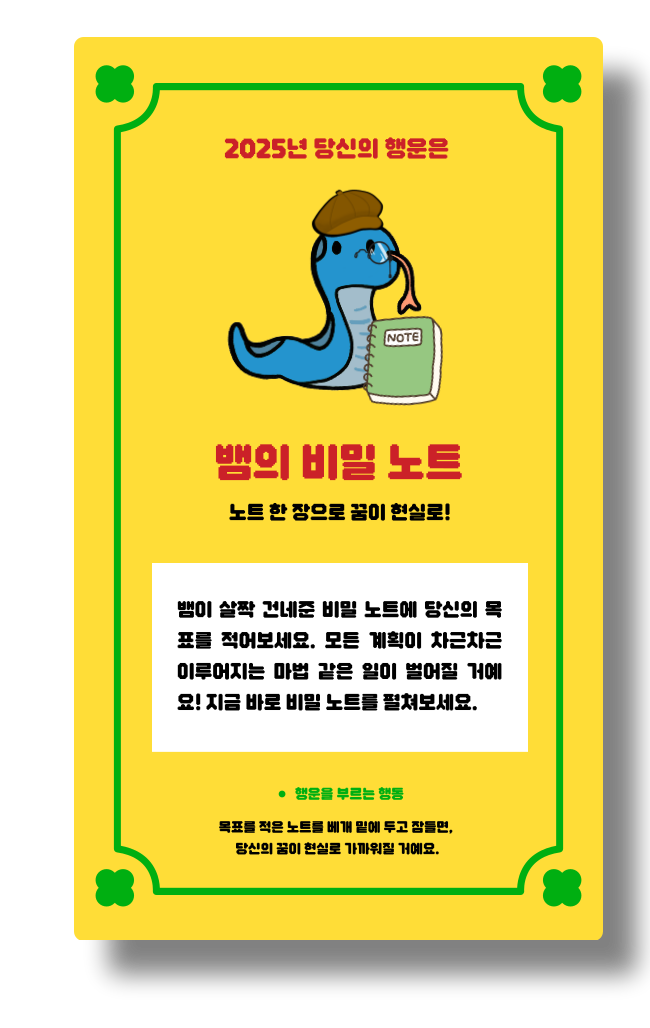 2025년 당신의 행운은
NOTE
뱀의 비밀 노트
노트 한 장으로 꿈이 현실로!
뱀이 살짝 건네준 비밀 노트에 당신의 목
표를 적어보세요. 모든 계획이 차근차근
이루어지는 마법 같은 일이 벌어질 거예
요! 지금 바로 비밀 노트를 펼쳐보세요.
● 행운을 부르는 행동
목표를 적은 노트를 베개 밑에 두고 잠들면,
당신의 꿈이 현실로 가까워질 거예요.